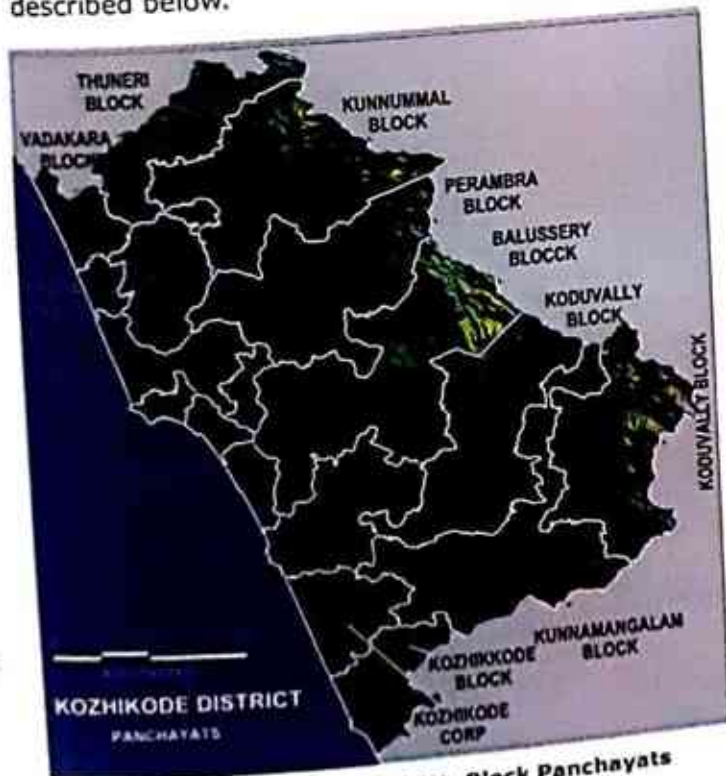 described below.
THUNERI
BLOCK
KUNNUMMAL
BLOCK
VADAKARA
BLOCK
PERAMBRA
BLOCK
BALUSSERY
BLOCCK
KODUVALLY
BLOCK
KODUVALLY BLOCK
KUNNAMANGALAM
BLOCK
KOZHIKKODE
BLOCK
KOZHIKODE DISTRICT
PANCHAYATS
KOZHIKODE
CORP
Block Panchayats